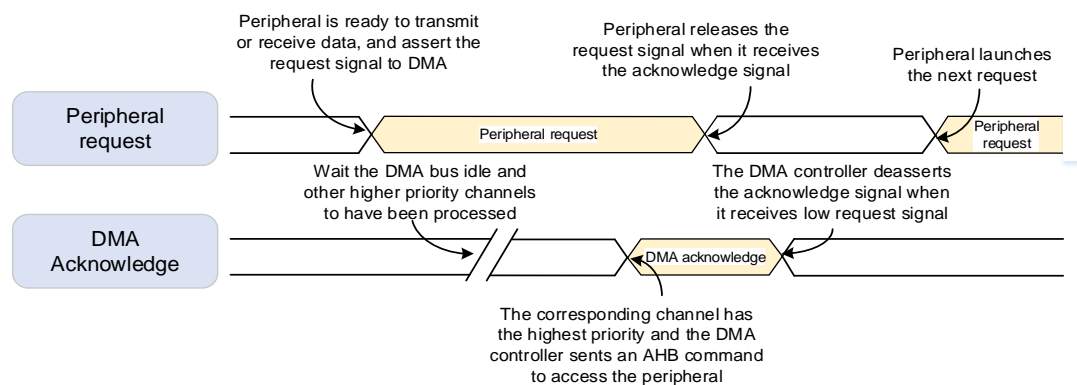 Peripheral is ready to transmit
or receive data, and assert the
request signal to DMA
Peripheral releases the
request signal when it receives
the acknowledge signal
Peripheral launches
the next request
Peripheral
request
Peripheral request
Peripheral
request
Wait the DMA bus idle and
other higher priority channels
to have been processed
The DMA controller deasserts
the acknowledge signal when
it receives low request signal
DMA
Acknowledge
DMA acknowledge
The corresponding channel has
the highest priority and the DMA
controller sents an AHB command
to access the peripheral